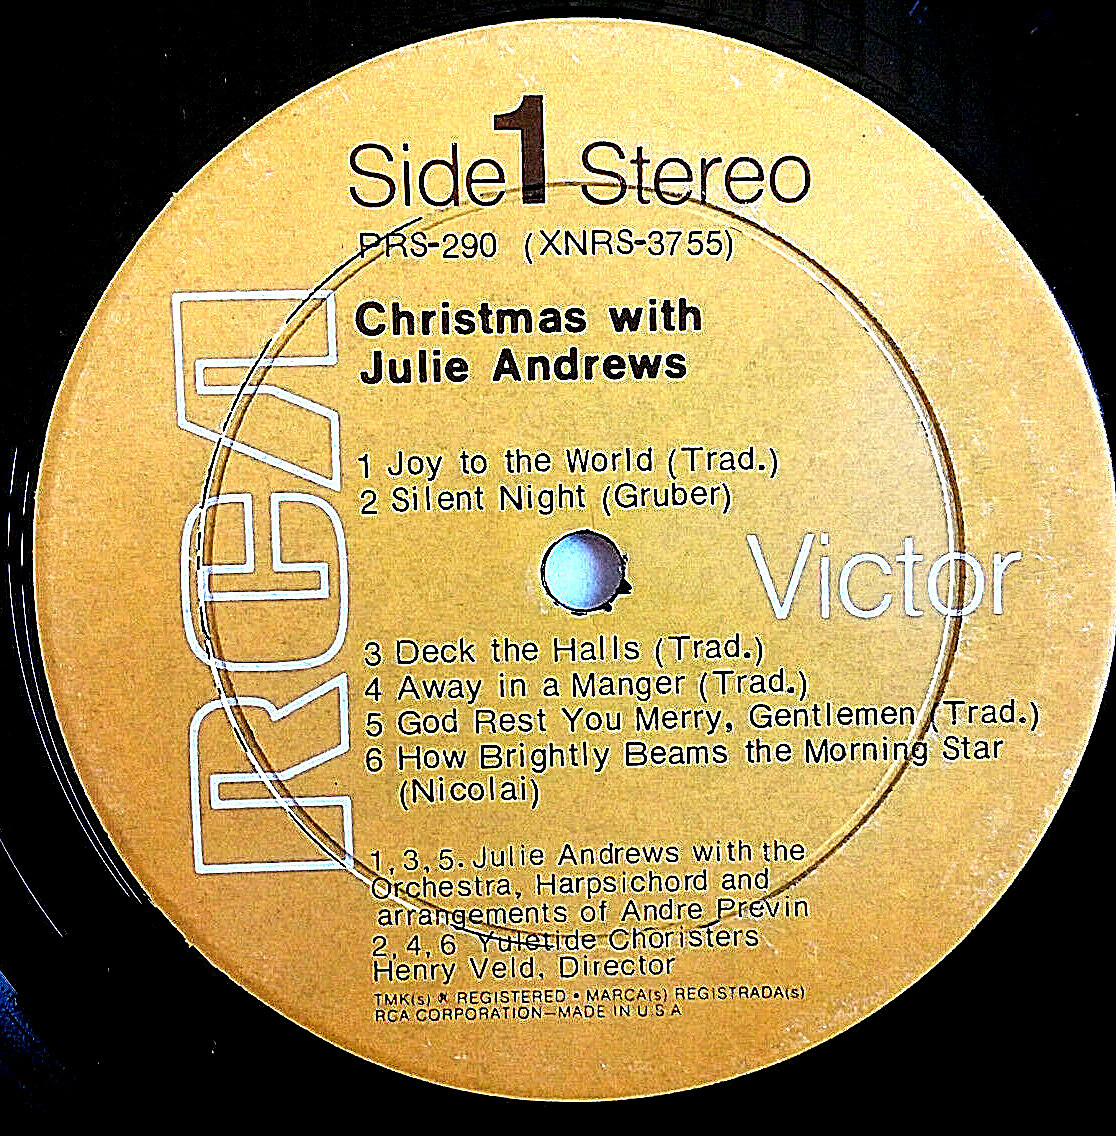 Side 1 Stereo
PRS-290 (XNRS-3755)
Christmas with
Julie Andrews
1 Joy to the World (Trad.)
2 Silent Night (Gruber)
RCA
Victor
3 Deck the Halls (Trad.)
4 Away in a Manger (Trad.)
5 God Rest You Merry, Gentlemen (Trad.)
6 How Brightly Beams the Morning Star
(Nicolai)
1, 3, 5. Julie Andrews with the
Orchestra, Harpsichord and
arrangements of Andre Previn
2, 4, 6 Yuletide Choristers
Henry Veld, Director
TMK(s) ® REGISTERED • MARCA(s) REGISTRADA(s)
RCA CORPORATION—MADE IN U S A